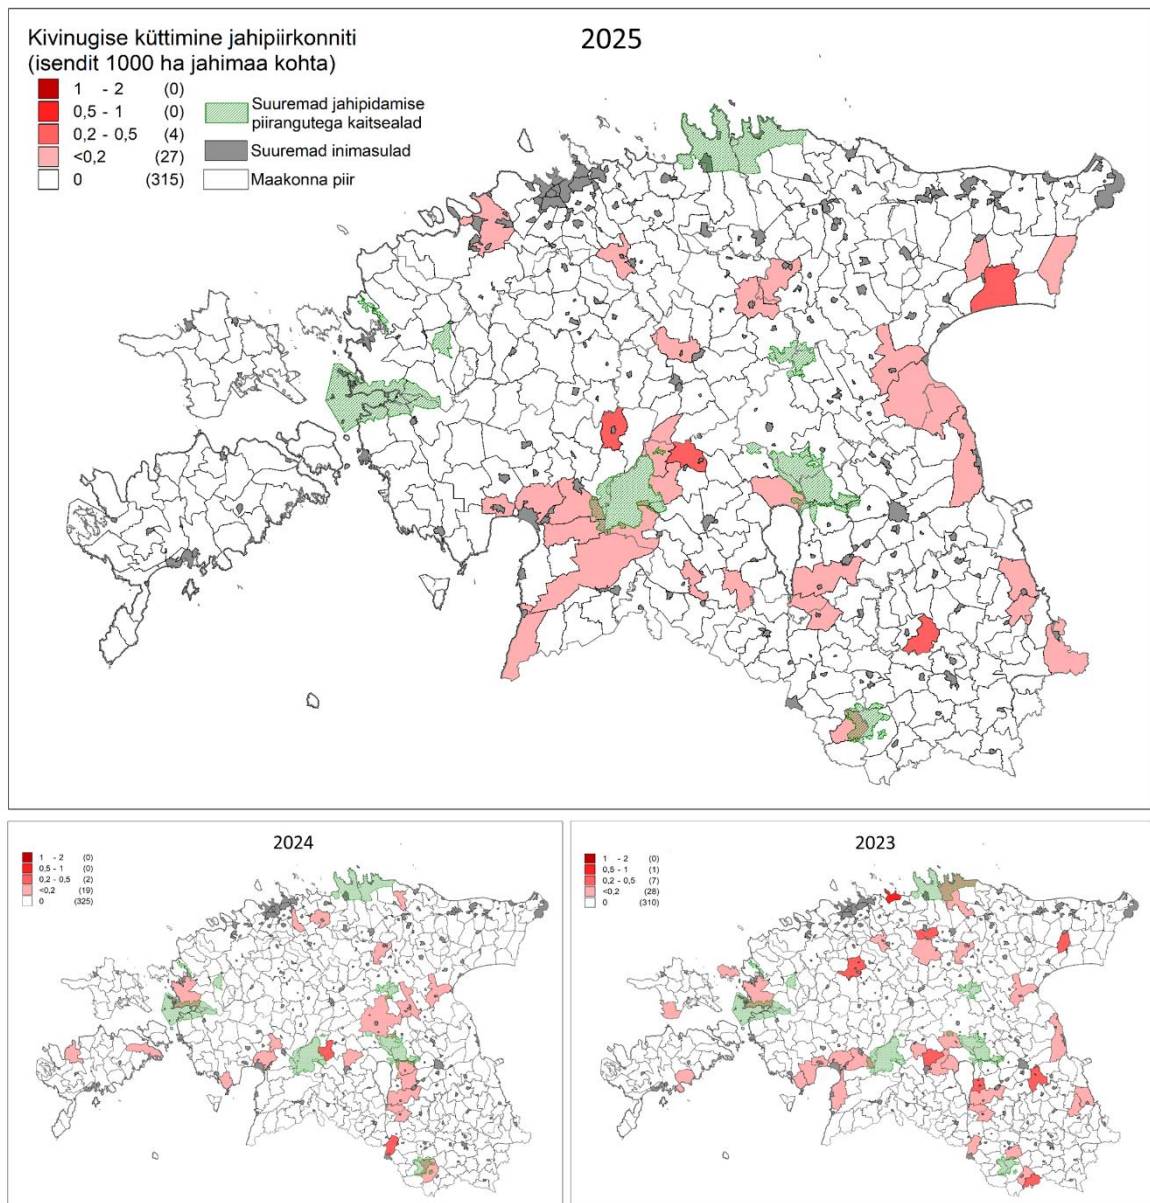 Kivinugise küttimine jahipiirkonniti
(isendit 1000 ha jahimaa kohta)
2025
1 - 2 (0)
0,5 - 1 (0)
0,2 - 0,5 (4)
<0,2 (27)
0 (315)
Suuremad jahipidamise
piirangutega kaitsealad
Suuremad inimasulad
Maakonna piir
2024
1 - 2 (0)
0,5 - 1 (0)
0,2 - 0,5 (2)
<0,2 (19)
0 (325)
2023
1 - 2 (0)
0,5 - 1 (1)
0,2 - 0,5 (7)
<0,2 (28)
0 (310)